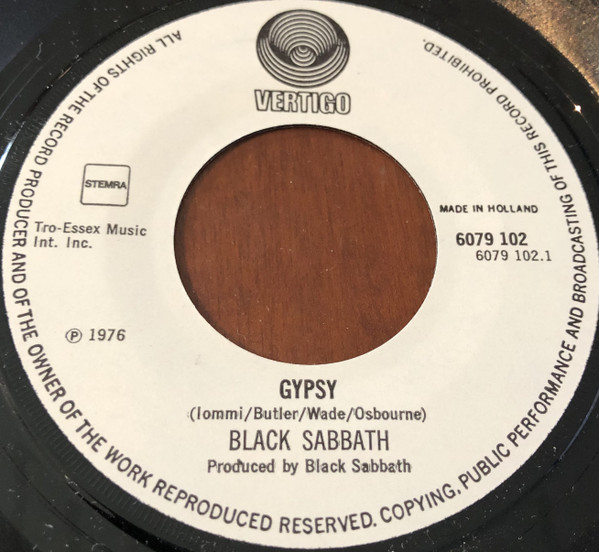 VERTIGO
ALL RIGHTS OF THE RECORD PRODUCER AND OF THE OWNER OF THE WORK REPRODUCED RESERVED. COPYING, PUBLIC PERFORMANCE AND BROADCASTING OF THIS RECORD PROHIBITED.
STEMRA
Tro-Essex Music
Int. Inc.
MADE IN HOLLAND
6079 102
6079 102.1
Ⓟ 1976
GYPSY
(Iommi/Butler/Wade/Osbourne)
BLACK SABBATH
Produced by Black Sabbath